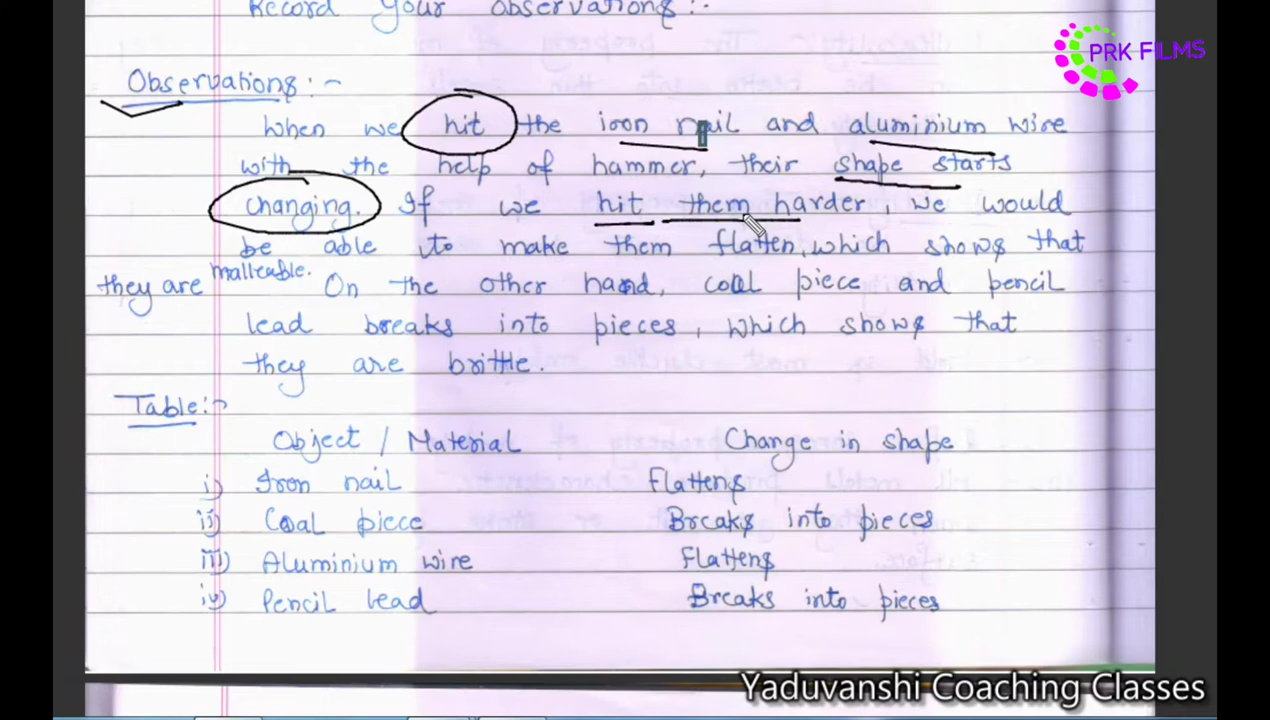 Record Your Observations:-
PRK FILMS
Observations:-
When we hit the iron nail and aluminium wire
with the help of hammer, their shape starts
changing. If we hit them harder, we would
be able to make them flatten, which shows that
they are malleable. On the other hand, coal piece and pencil
lead breaks into pieces, which shows that
they are brittle.
Table:-
Object / Material Change in shape
i) Iron nail Flattens
ii) Coal piece Breaks into pieces
iii) Aluminium wire Flattens
iv) Pencil lead Breaks into pieces
Yaduvanshi Coaching Classes